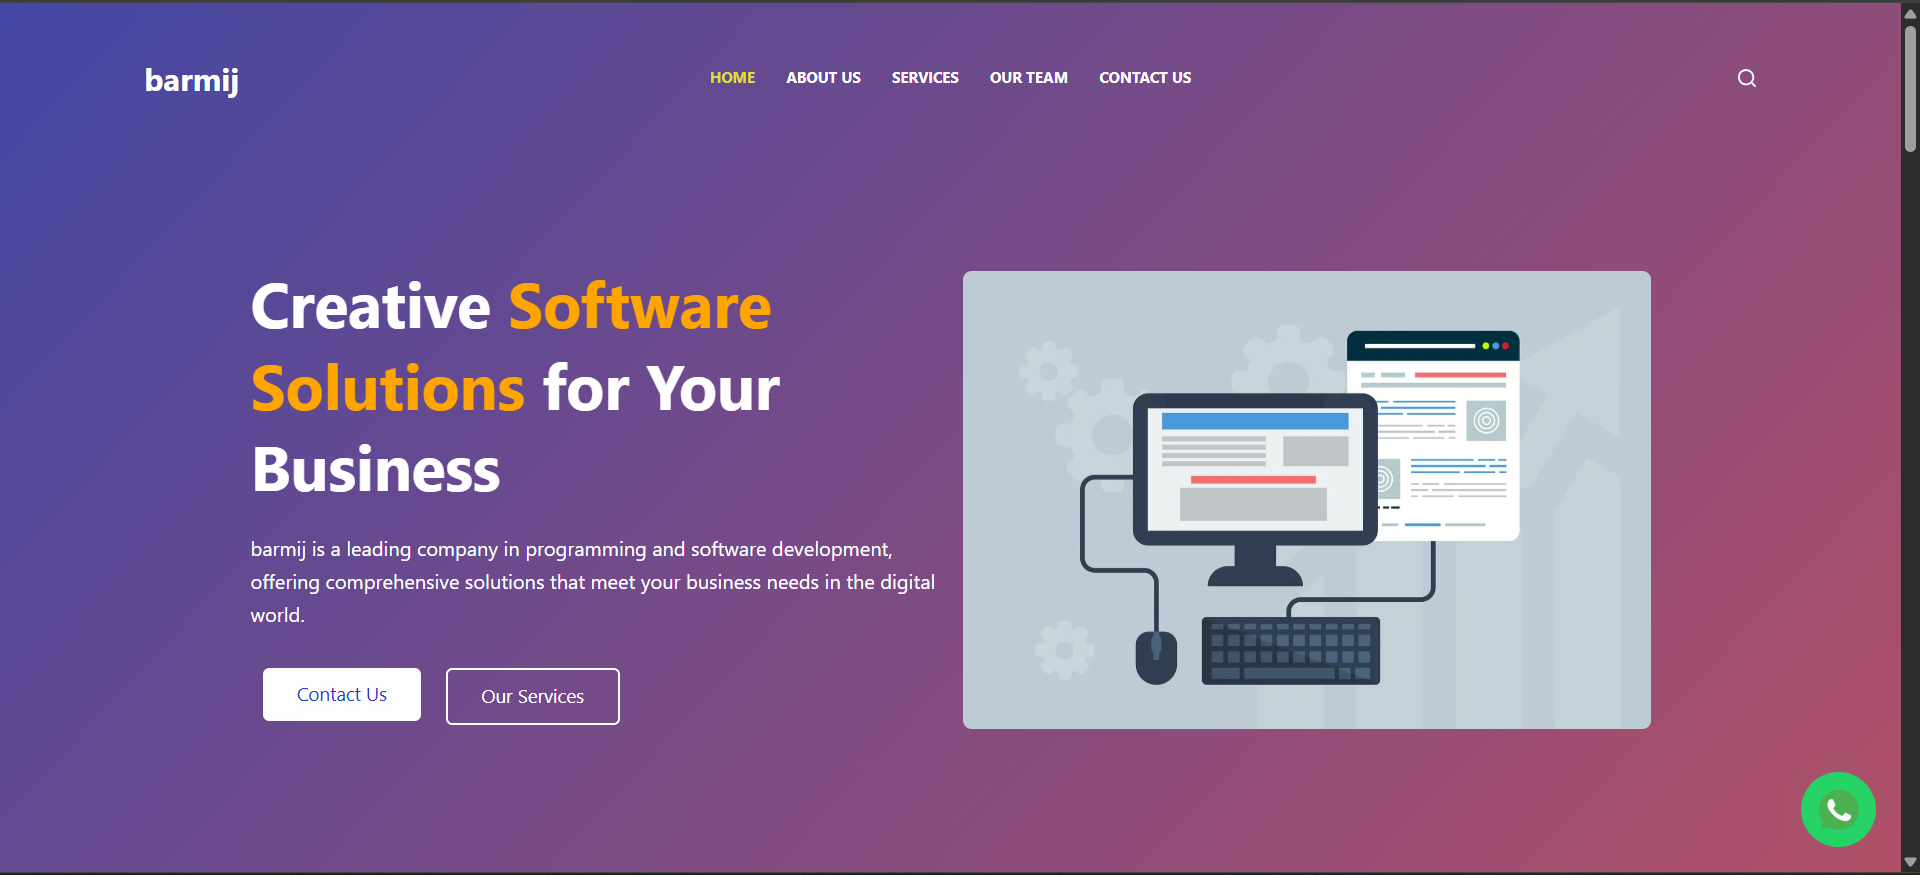 barmij
HOME ABOUT US SERVICES OUR TEAM CONTACT US
Creative Software
Solutions for Your
Business
barmij is a leading company in programming and software development,
offering comprehensive solutions that meet your business needs in the digital
world.
Contact Us
Our Services